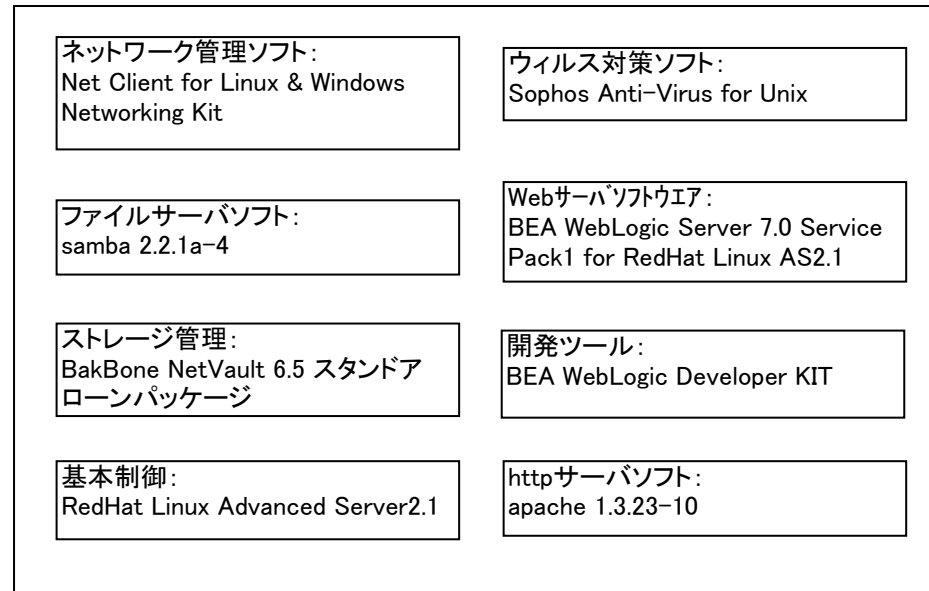 ネットワーク管理ソフト:
Net Client for Linux & Windows
Networking Kit
ウィルス対策ソフト:
Sophos Anti-Virus for Unix
ファイルサーバソフト:
samba 2.2.1a-4
Webｻｰﾊﾞｿﾌﾄｳｴｱ:
BEA WebLogic Server 7.0 Service
Pack1 for RedHat Linux AS2.1
ストレージ管理:
BakBone NetVault 6.5 スタンドア
ローンパッケージ
開発ツール:
BEA WebLogic Developer KIT
基本制御:
RedHat Linux Advanced Server2.1
httpサーバソフト:
apache 1.3.23-10